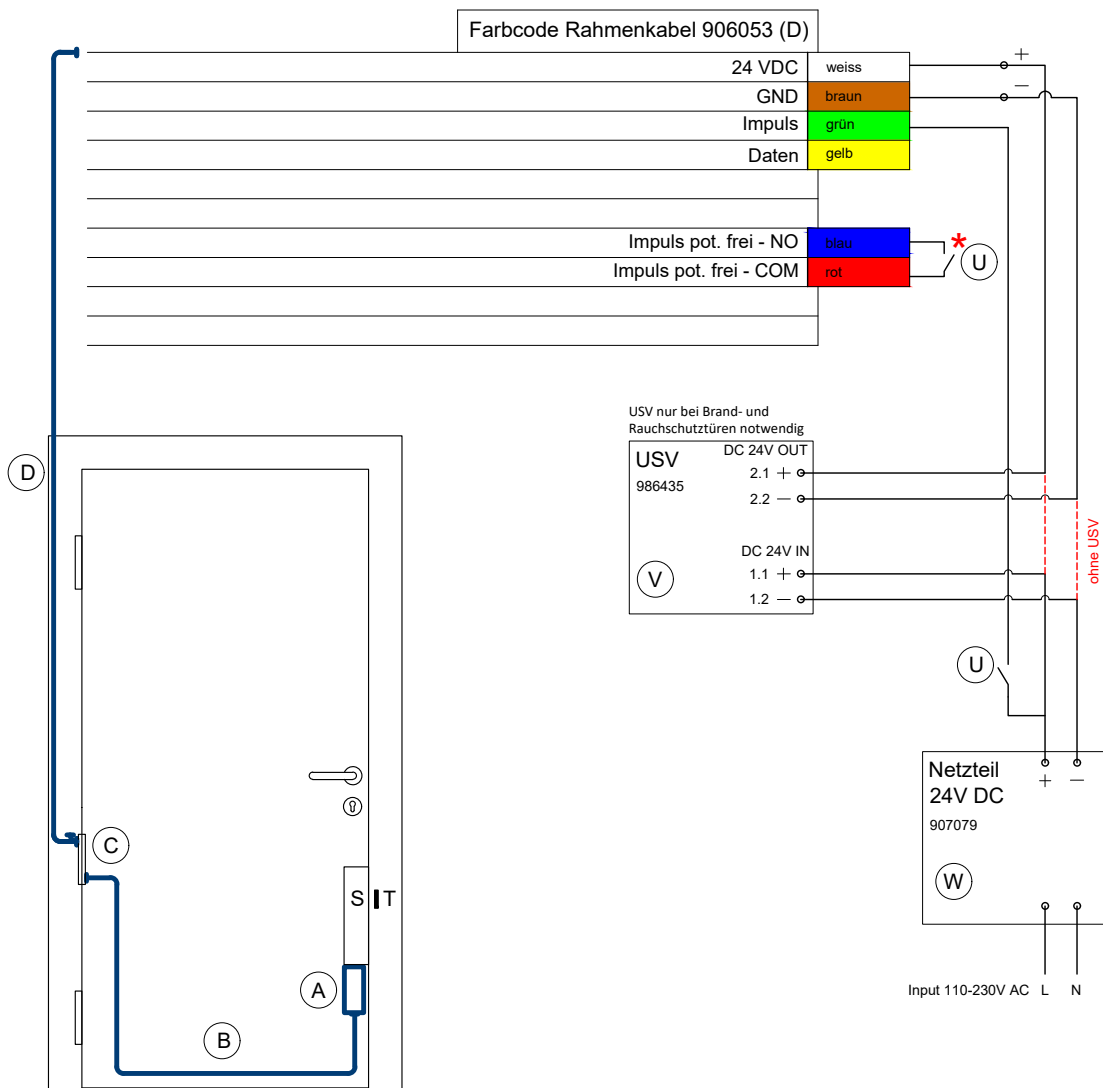 Farbcode Rahmenkabel 906053 (D)
24 VDC weiss
GND braun
Impuls grün
Daten gelb
+
—
Impuls pot. frei - NO blau
Impuls pot. frei - COM rot
* U
USV nur bei Brand- und
Rauchschutztüren notwendig
USV
986435
DC 24V OUT
2.1 +
2.2 —
DC 24V IN
1.1 +
1.2 —
V
ohne USV
U
Netzteil
24V DC
907079
+ —
W
Input 110-230V AC L N
D
C
S T
A
B